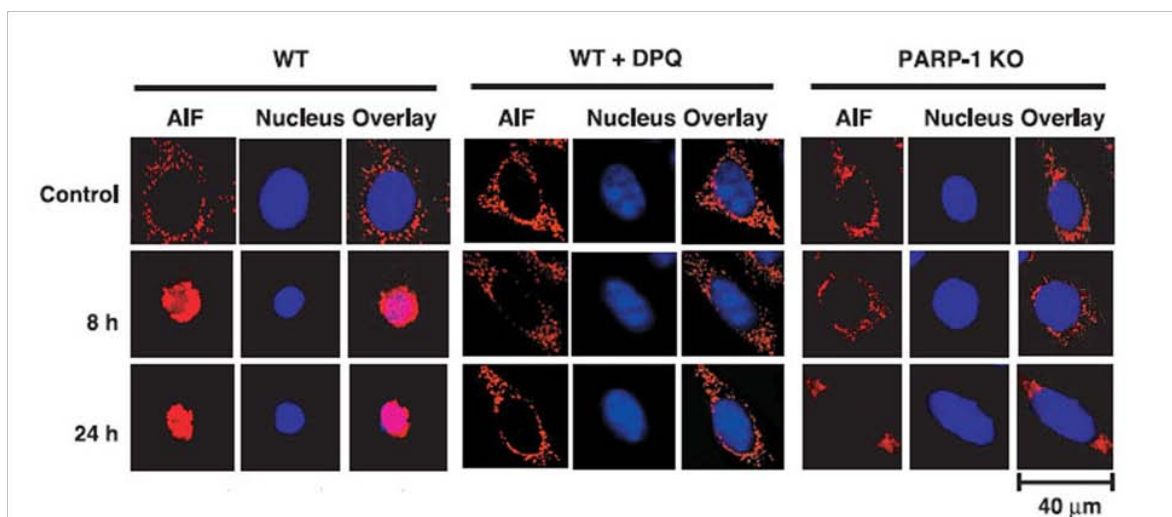 WT WT + DPQ PARP-1 KO
AIF Nucleus Overlay AIF Nucleus Overlay AIF Nucleus Overlay
Control
8 h
24 h
40 μm